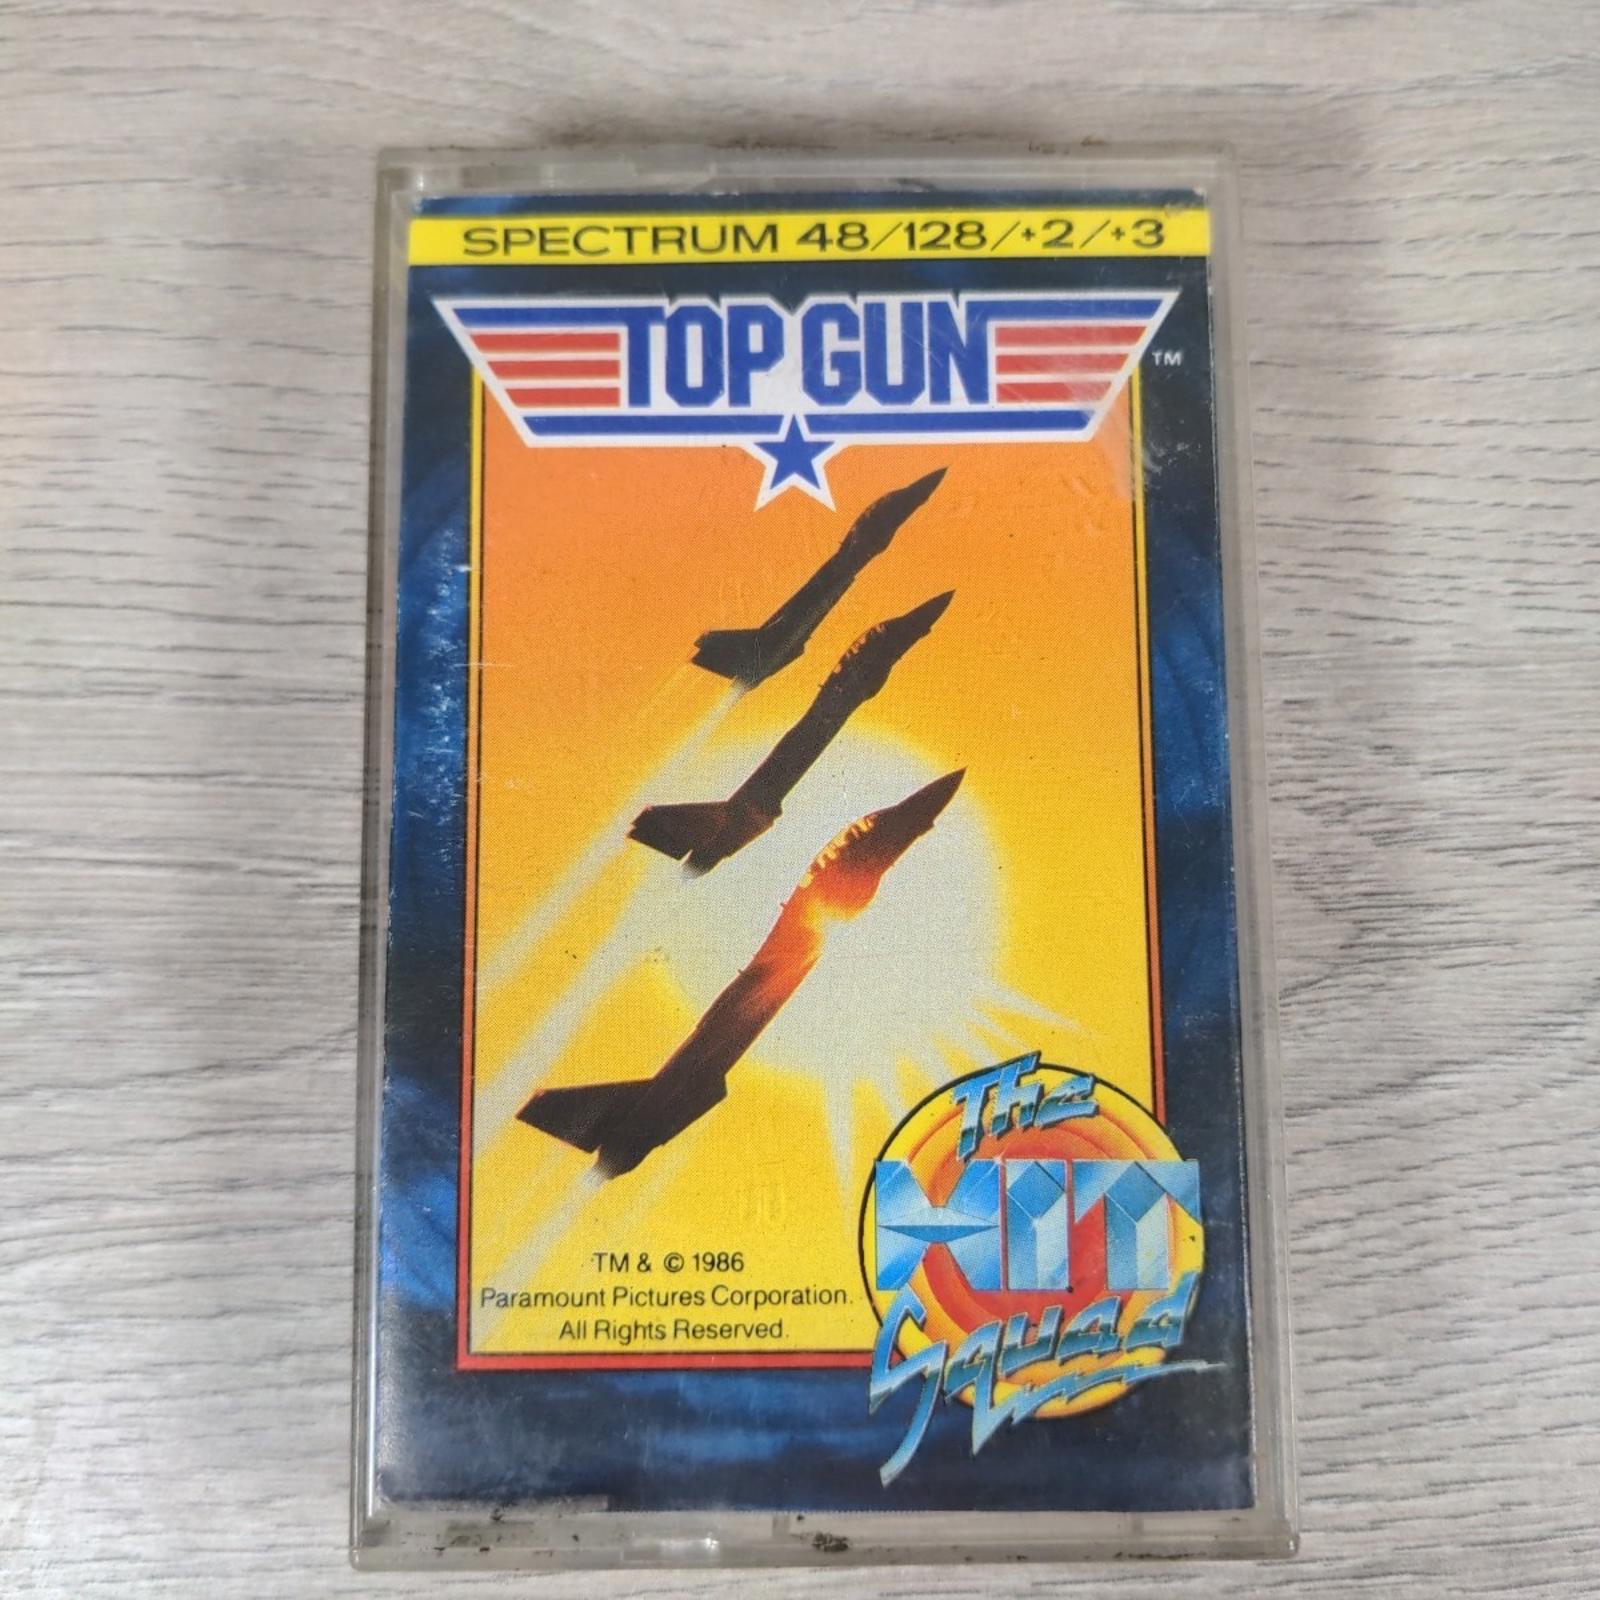 SPECTRUM 48/128/+2/+3
TOP GUN
TM
TM & © 1986
Paramount Pictures Corporation.
All Rights Reserved.
The
HIT
Squad